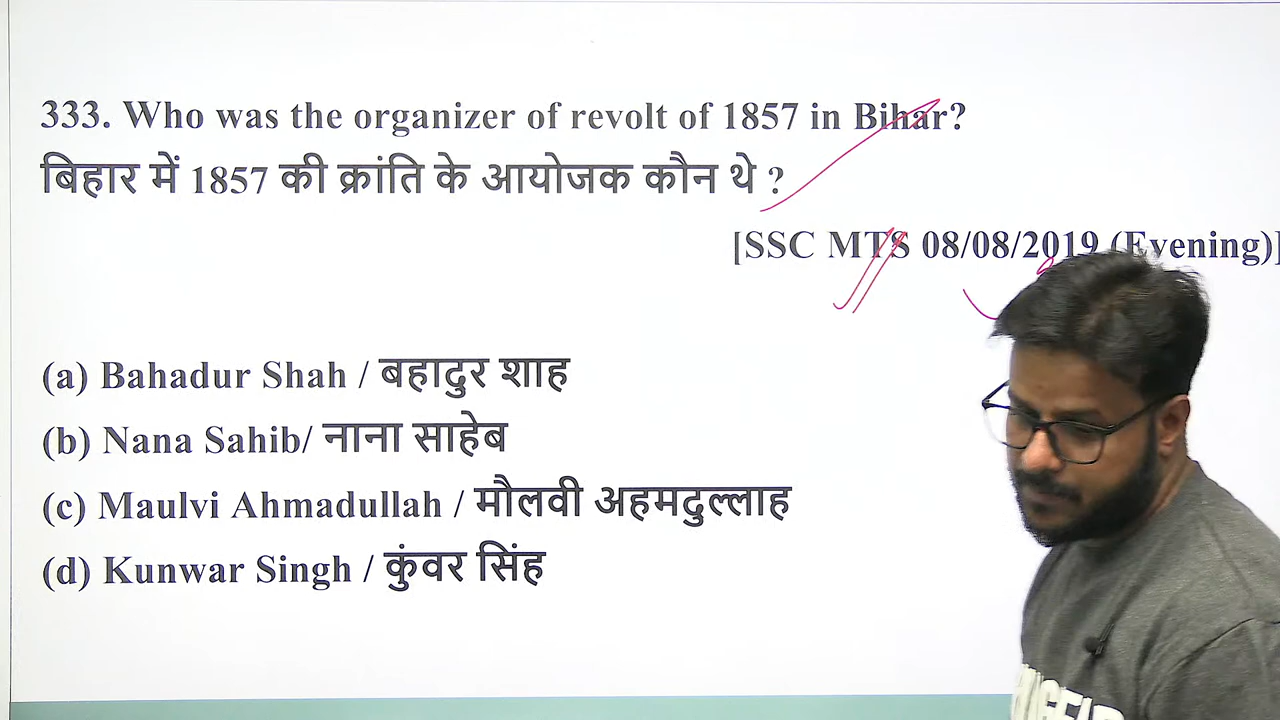 333. Who was the organizer of revolt of 1857 in Bihar?
बिहार में 1857 की क्रांति के आयोजक कौन थे ?
[SSC MTS 08/08/2019 (Evening)]
(a) Bahadur Shah / बहादुर शाह
(b) Nana Sahib/ नाना साहेब
(c) Maulvi Ahmadullah / मौलवी अहमदुल्लाह
(d) Kunwar Singh / कुंवर सिंह